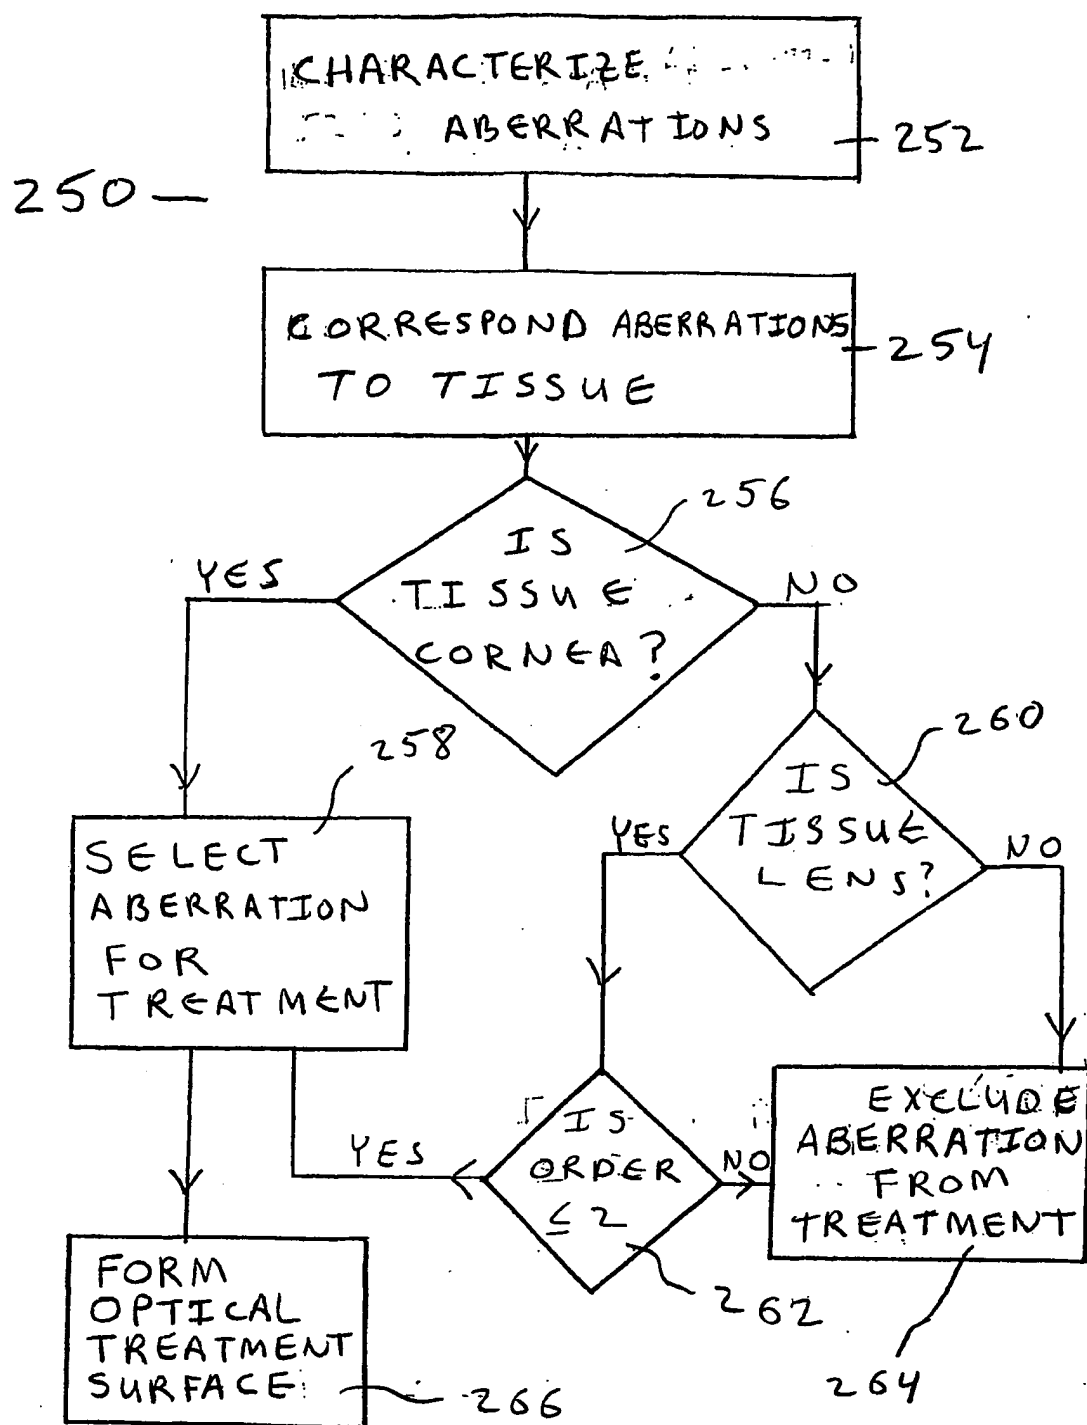 CHARACTERIZE
ABERRATIONS
252
250
CORRESPOND ABERRATIONS
TO TISSUE
254
256
IS
TISSUE
CORNEA?
YES
NO
258
260
SELECT
ABERRATION
FOR
TREATMENT
IS
TISSUE
LENS?
YES
NO
IS
ORDER
≤ 2
YES
NO
262
EXCLUDE
ABERRATION
FROM
TREATMENT
264
FORM
OPTICAL
TREATMENT
SURFACE
266